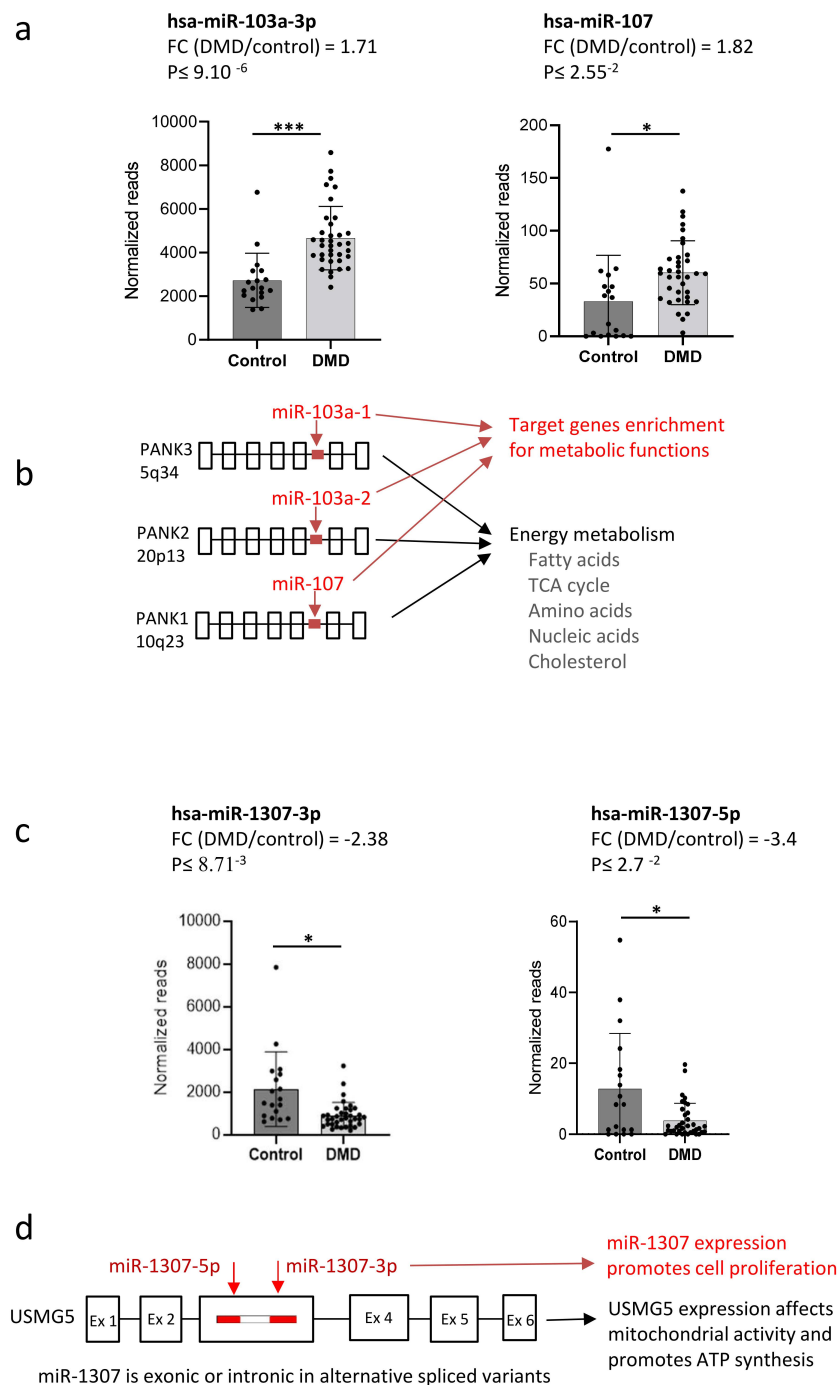 a
hsa-miR-103a-3p
FC (DMD/control) = 1.71
P≤ 9.10 -6
hsa-miR-107
FC (DMD/control) = 1.82
P≤ 2.55-2
Normalized reads
10000
8000
6000
4000
2000
0
***
Control
DMD
Normalized reads
200
150
100
50
0
*
Control
DMD
b
miR-103a-1
PANK3
5q34
miR-103a-2
PANK2
20p13
miR-107
PANK1
10q23
Target genes enrichment
for metabolic functions
Energy metabolism
Fatty acids
TCA cycle
Amino acids
Nucleic acids
Cholesterol
c
hsa-miR-1307-3p
FC (DMD/control) = -2.38
P≤ 8.71-3
hsa-miR-1307-5p
FC (DMD/control) = -3.4
P≤ 2.7 -2
Normalized reads
10000
8000
6000
4000
2000
0
*
Control
DMD
Normalized reads
60
40
20
0
*
Control
DMD
d
miR-1307-5p
miR-1307-3p
miR-1307 expression
promotes cell proliferation
USMG5
Ex 1
Ex 2
Ex 4
Ex 5
Ex 6
USMG5 expression affects
mitochondrial activity and
promotes ATP synthesis
miR-1307 is exonic or intronic in alternative spliced variants